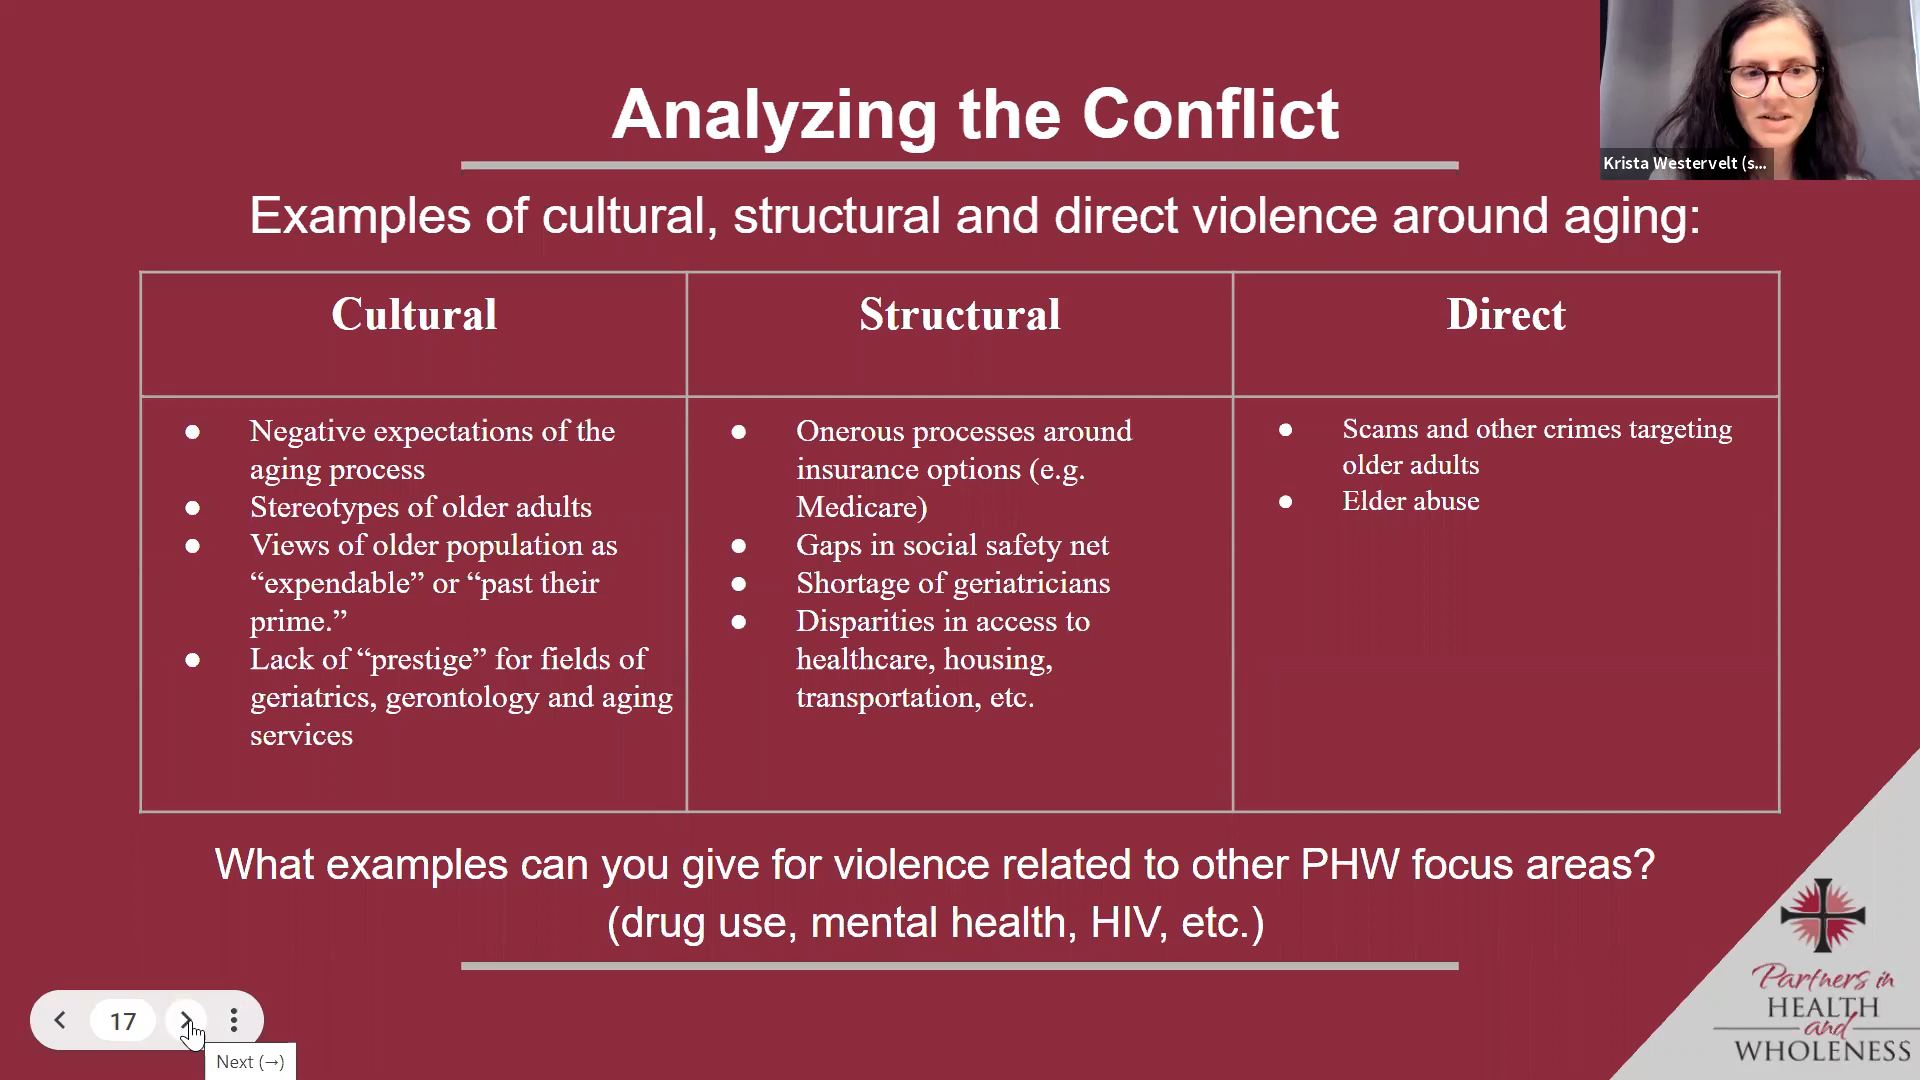 Analyzing the Conflict
Krista Westervelt (s...
Examples of cultural, structural and direct violence around aging:
Cultural
Structural
Direct
● Negative expectations of the
aging process
● Stereotypes of older adults
● Views of older population as
“expendable” or “past their
prime.”
● Lack of “prestige” for fields of
geriatrics, gerontology and aging
services
● Onerous processes around
insurance options (e.g.
Medicare)
● Gaps in social safety net
● Shortage of geriatricians
● Disparities in access to
healthcare, housing,
transportation, etc.
● Scams and other crimes targeting
older adults
● Elder abuse
What examples can you give for violence related to other PHW focus areas?
(drug use, mental health, HIV, etc.)
17
Next (→)
Partners in
HEALTH
and
WHOLENESS